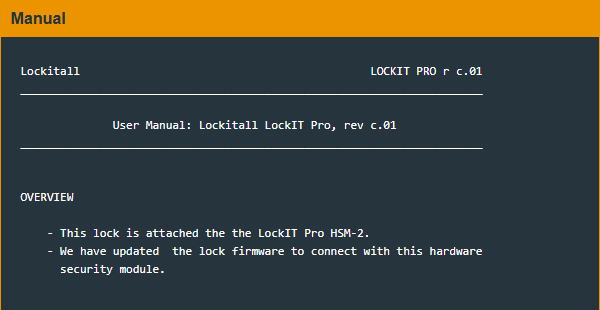 Manual
Lockitall LOCKIT PRO r c.01
User Manual: Lockitall LockIT Pro, rev c.01
OVERVIEW
- This lock is attached the the LockIT Pro HSM-2.
- We have updated  the lock firmware to connect with this hardware
security module.